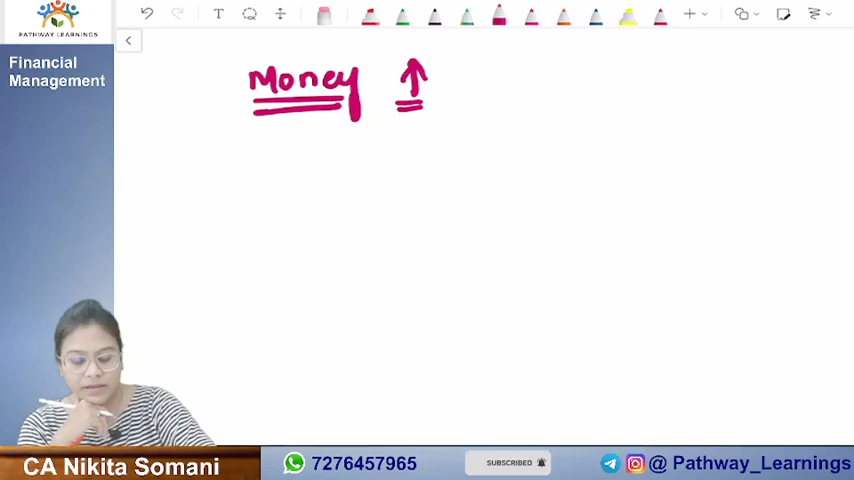 PATHWAY LEARNINGS
Financial
Management
T
Money ↑
CA Nikita Somani
7276457965
SUBSCRIBED
@ Pathway_Learnings